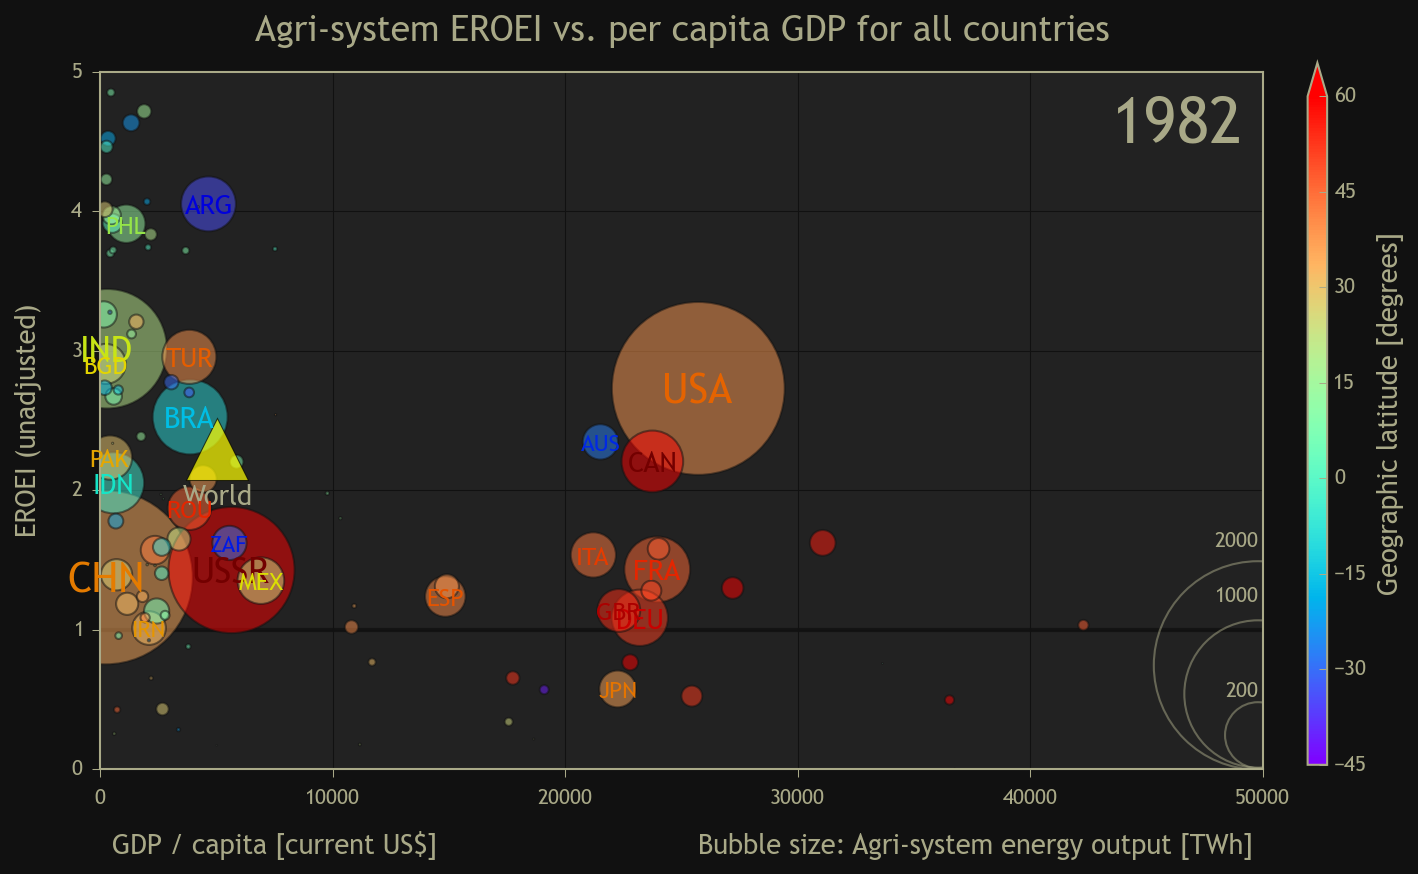 Agri-system EROEI vs. per capita GDP for all countries
1982
5
4
3
2
1
0
EROEI (unadjusted)
ARG
PHL
IND
BGD
TUR
BRA
USA
AUS
CAN
PAK
IDN
World
ROU
ZAF
USSR
MEX
CHN
ITA
FRA
ESP
GBR
DEU
IRN
JPN
2000
1000
200
0
10000
20000
30000
40000
50000
GDP / capita [current US$]
Bubble size: Agri-system energy output [TWh]
60
45
30
15
0
−15
−30
−45
Geographic latitude [degrees]